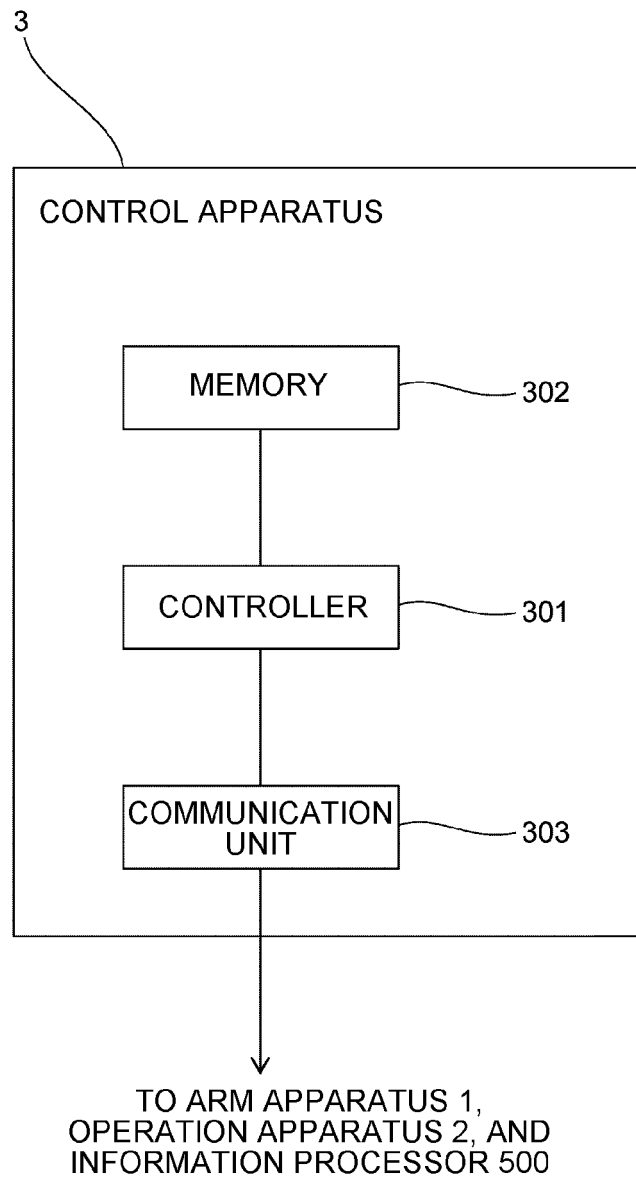 3
CONTROL APPARATUS
MEMORY
302
CONTROLLER
301
COMMUNICATION
UNIT
303
TO ARM APPARATUS 1,
OPERATION APPARATUS 2, AND
INFORMATION PROCESSOR 500